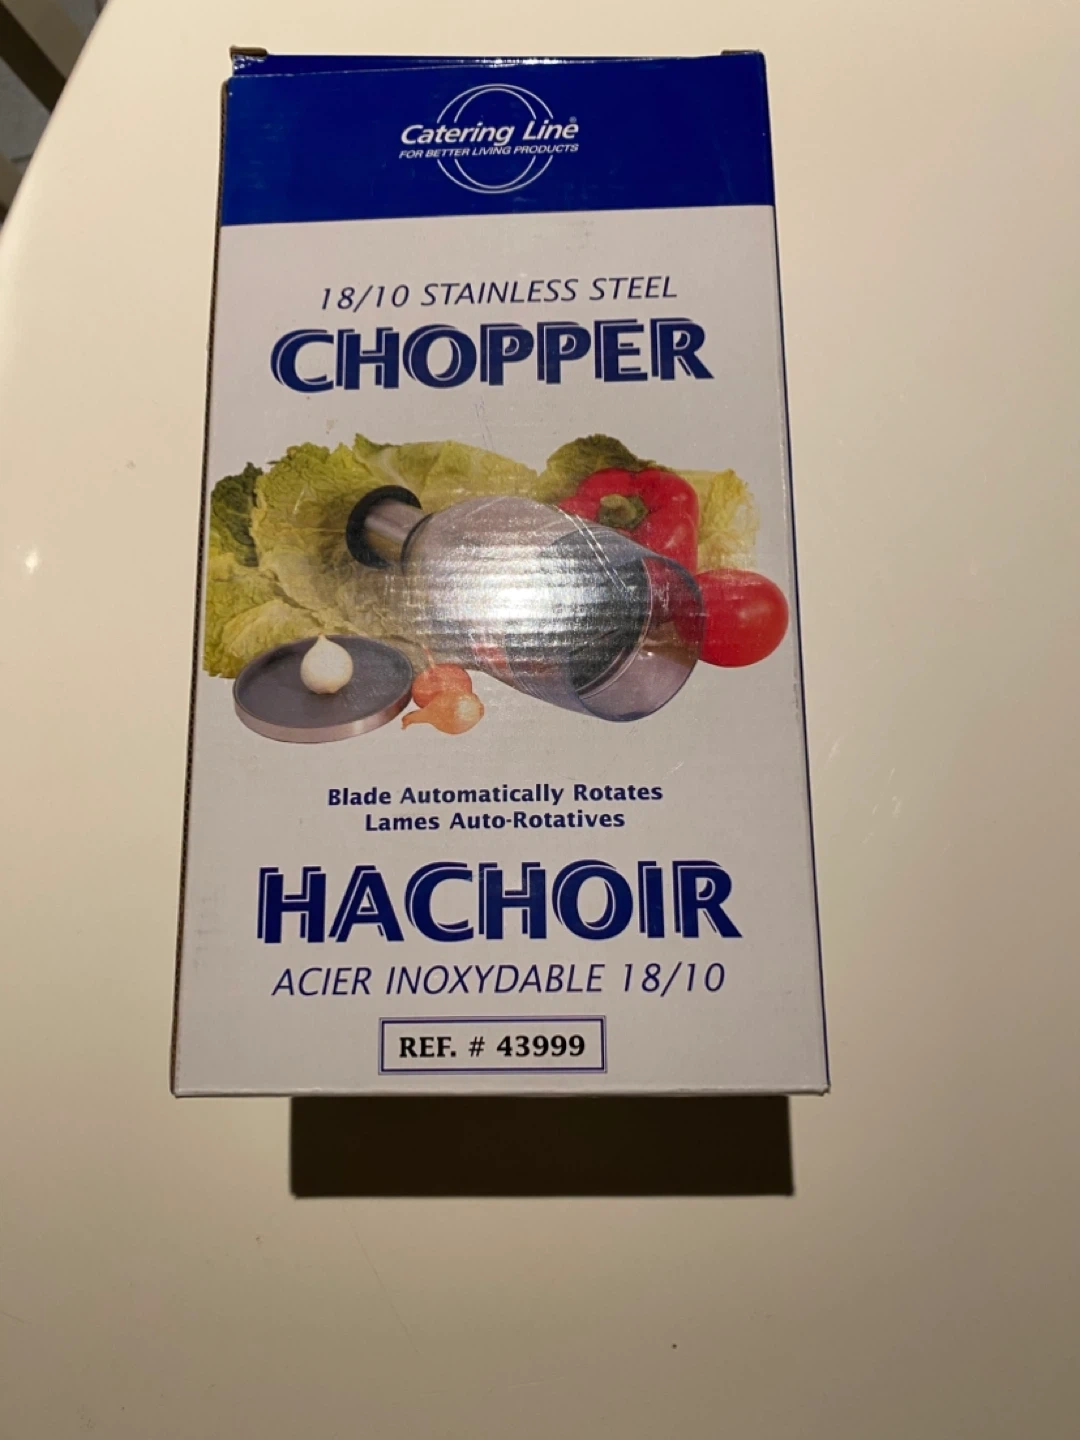 Catering Line®
FOR BETTER LIVING PRODUCTS
18/10 STAINLESS STEEL
CHOPPER
Blade Automatically Rotates
Lames Auto-Rotatives
HACHOIR
ACIER INOXYDABLE 18/10
REF. # 43999